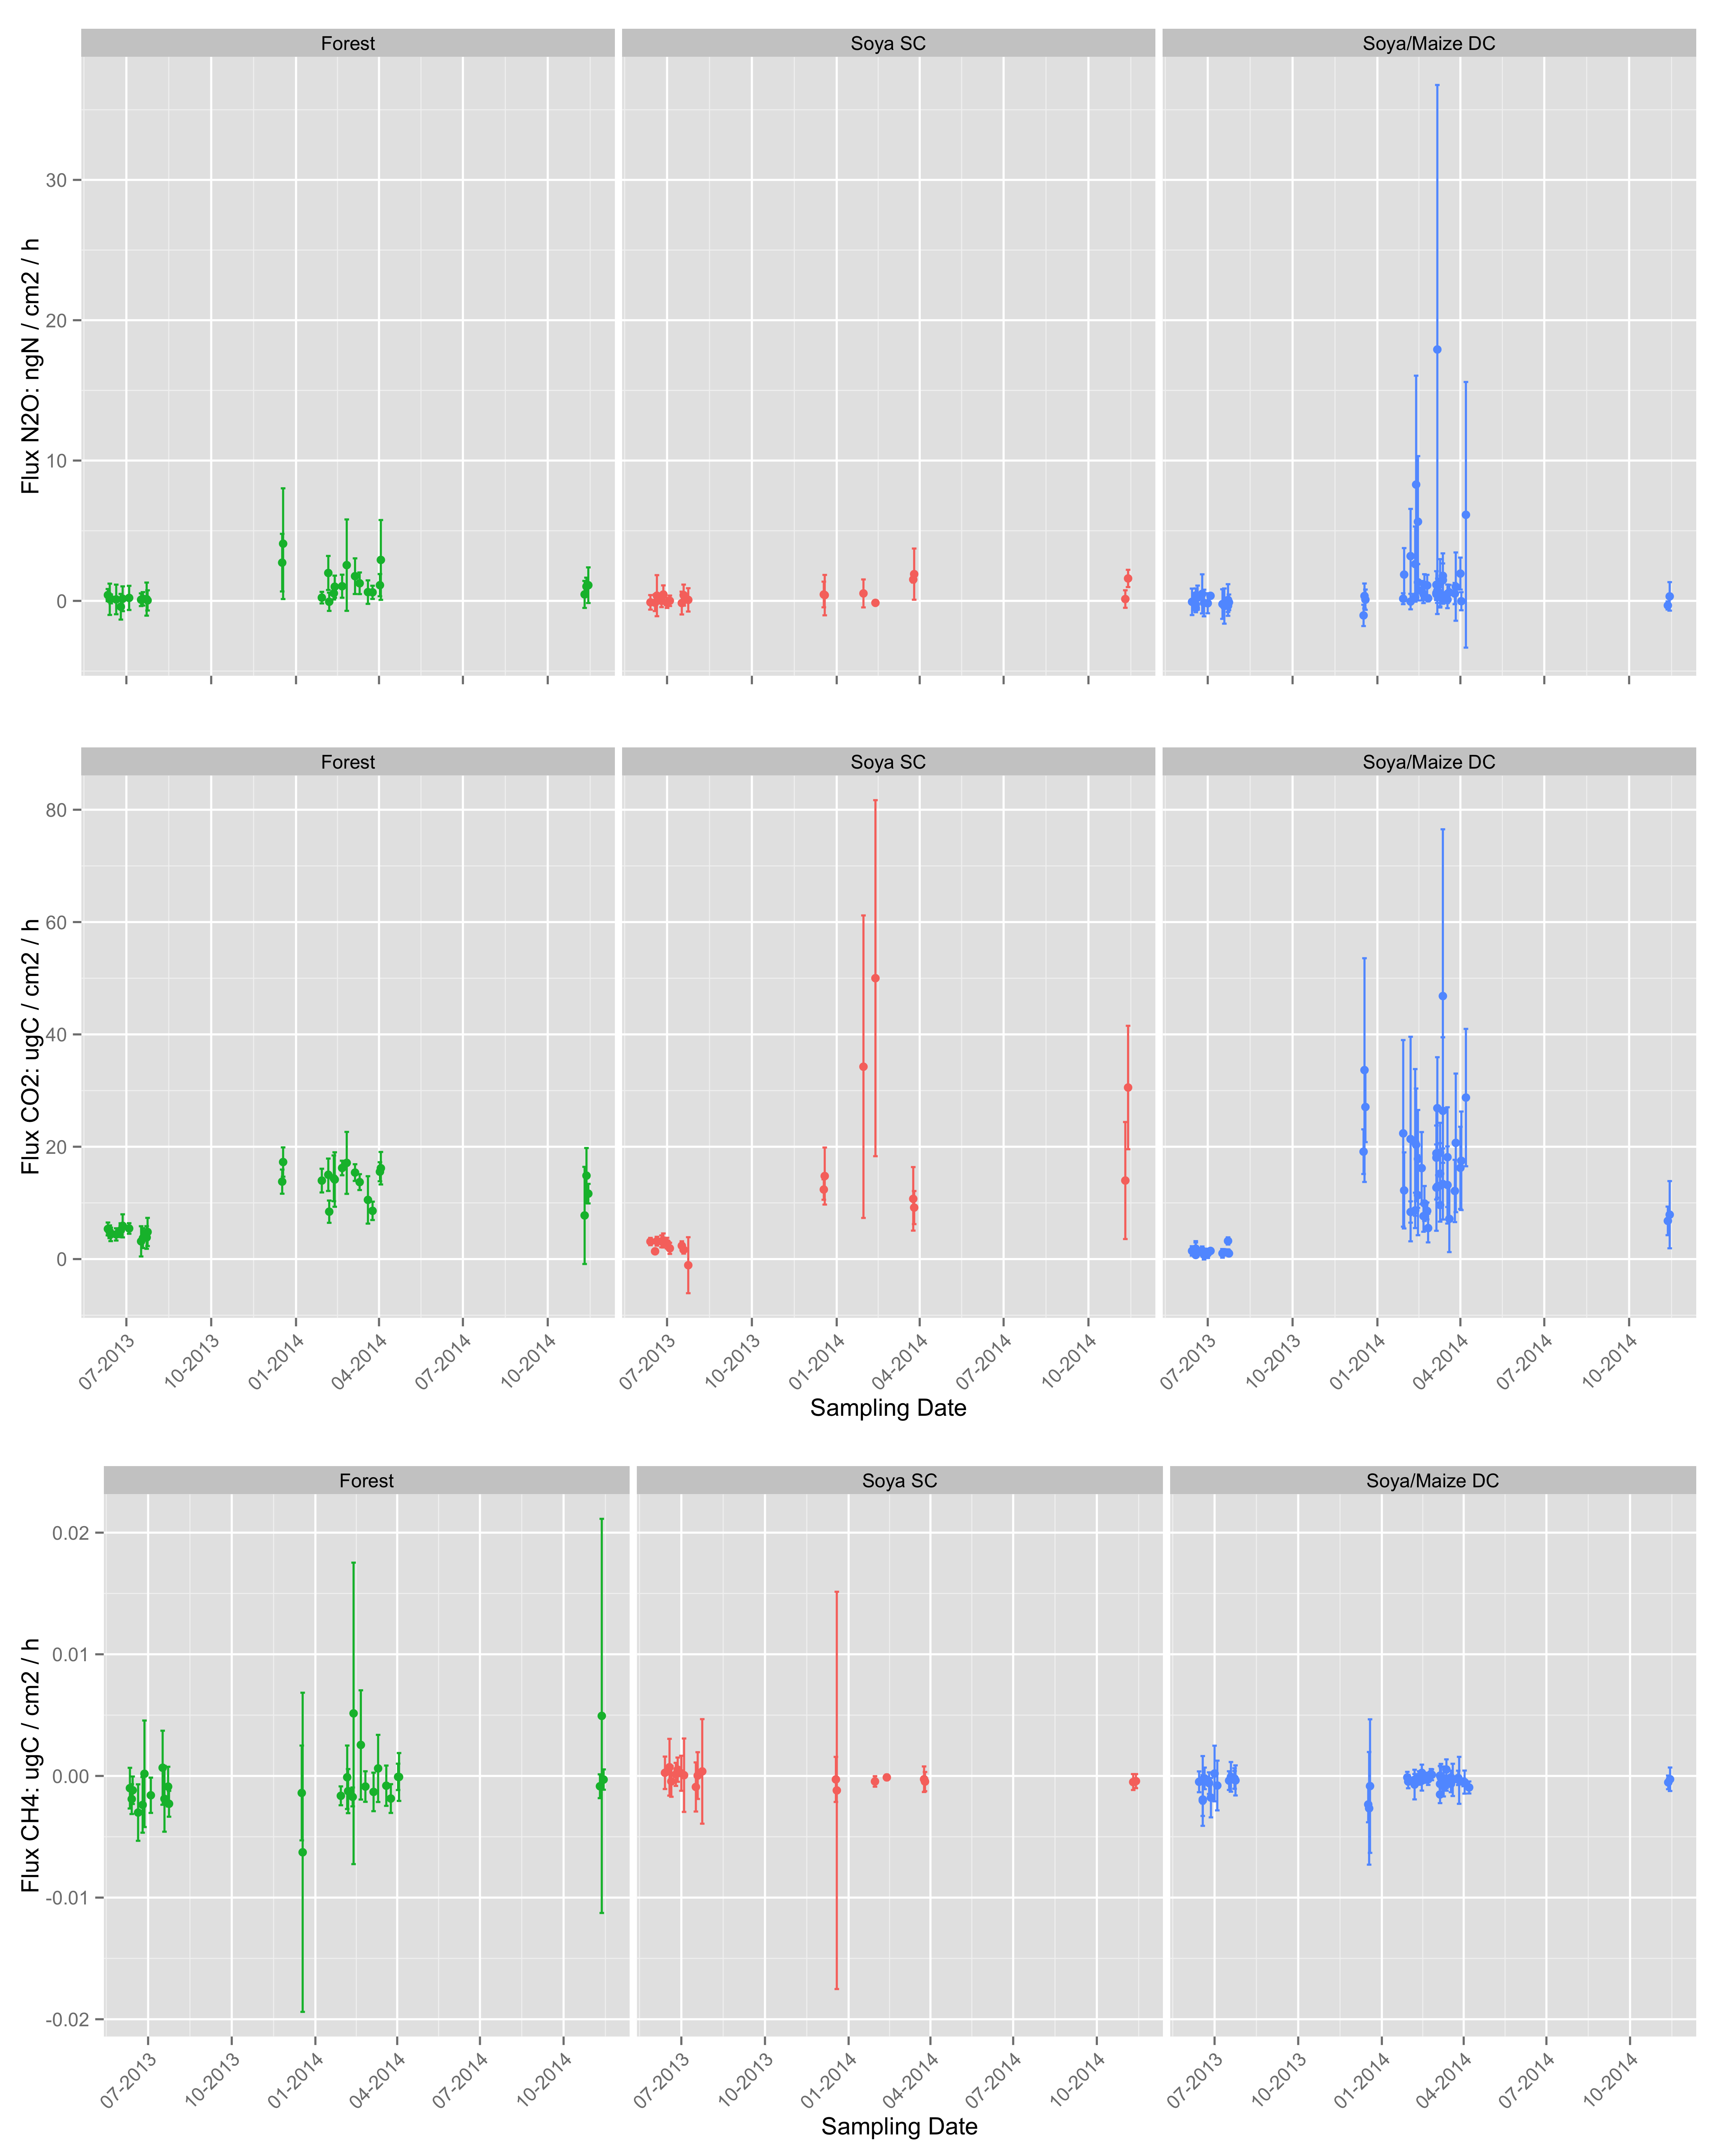 Forest Soya SC Soya/Maize DC
Flux N2O: ngN / cm2 / h
30
20
10
0
Forest Soya SC Soya/Maize DC
Flux CO2: ugC / cm2 / h
80
60
40
20
0
07-2013 10-2013 01-2014 04-2014 07-2014 10-2014 07-2013 10-2013 01-2014 04-2014 07-2014 10-2014 07-2013 10-2013 01-2014 04-2014 07-2014 10-2014
Sampling Date
Forest Soya SC Soya/Maize DC
Flux CH4: ugC / cm2 / h
0.02
0.01
0.00
-0.01
-0.02
07-2013 10-2013 01-2014 04-2014 07-2014 10-2014 07-2013 10-2013 01-2014 04-2014 07-2014 10-2014 07-2013 10-2013 01-2014 04-2014 07-2014 10-2014
Sampling Date